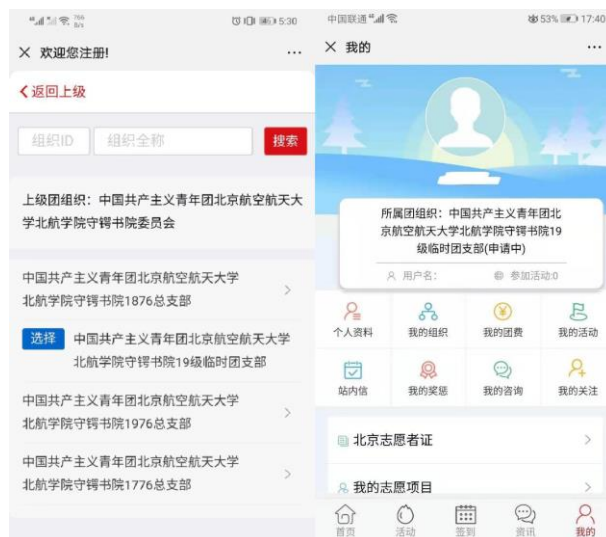 766
B/s
5:30
欢迎您注册!
返回上级
组织ID
组织全称
搜索
上级团组织：中国共产主义青年团北京航空航天大
学北航学院守锷书院委员会
中国共产主义青年团北京航空航天大学
北航学院守锷书院1876总支部
选择
中国共产主义青年团北京航空航天大学
北航学院守锷书院19级临时团支部
中国共产主义青年团北京航空航天大学
北航学院守锷书院1976总支部
中国共产主义青年团北京航空航天大学
北航学院守锷书院1776总支部
中国联通
53%
17:40
我的
所属团组织：中国共产主义青年团北
京航空航天大学北航学院守锷书院19
级临时团支部(申请中)
用户名：
参加活动:0
个人资料
我的组织
我的团费
我的活动
站内信
我的奖惩
我的咨询
我的关注
北京志愿者证
我的志愿项目
首页
活动
签到
资讯
我的